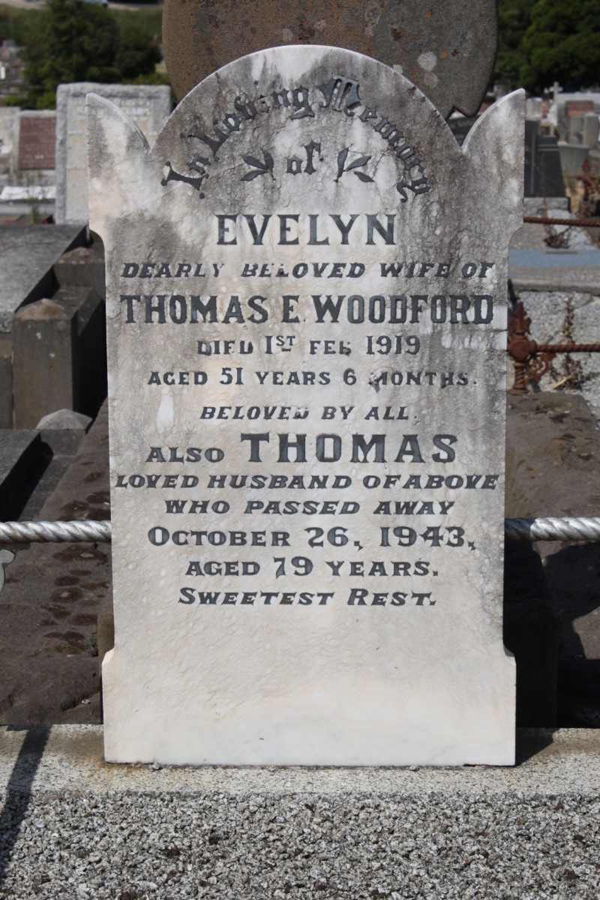 In Loving Memory
of
EVELYN
DEARLY BELOVED WIFE OF
THOMAS E. WOODFORD
DIED 1ST FEB 1919
AGED 51 YEARS 6 MONTHS.
BELOVED BY ALL.
ALSO THOMAS
LOVED HUSBAND OF ABOVE
WHO PASSED AWAY
OCTOBER 26, 1943,
AGED 79 YEARS.
SWEETEST REST.